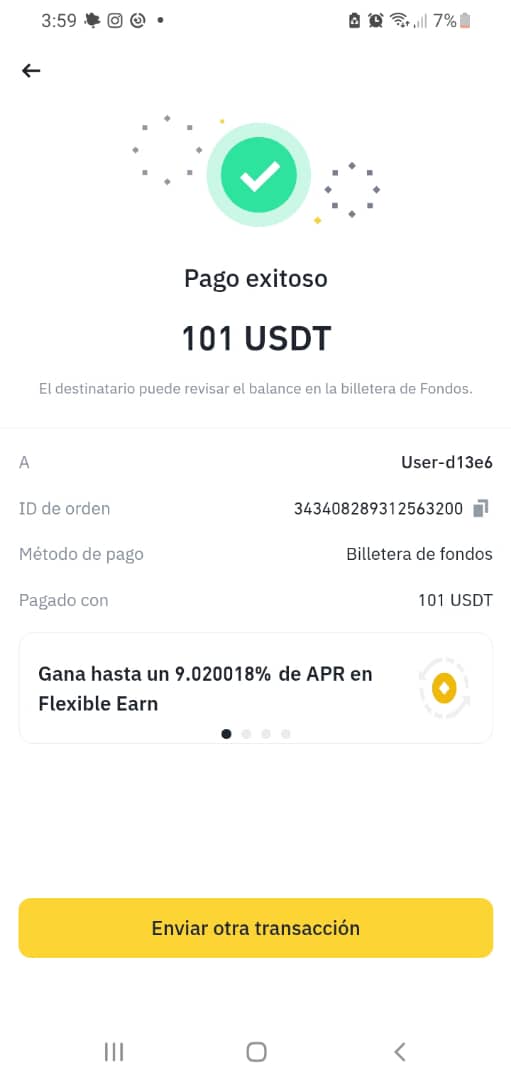 3:59
7%
Pago exitoso
101 USDT
El destinatario puede revisar el balance en la billetera de Fondos.
A
User-d13e6
ID de orden
343408289312563200
Método de pago
Billetera de fondos
Pagado con
101 USDT
Gana hasta un 9.020018% de APR en
Flexible Earn
Enviar otra transacción